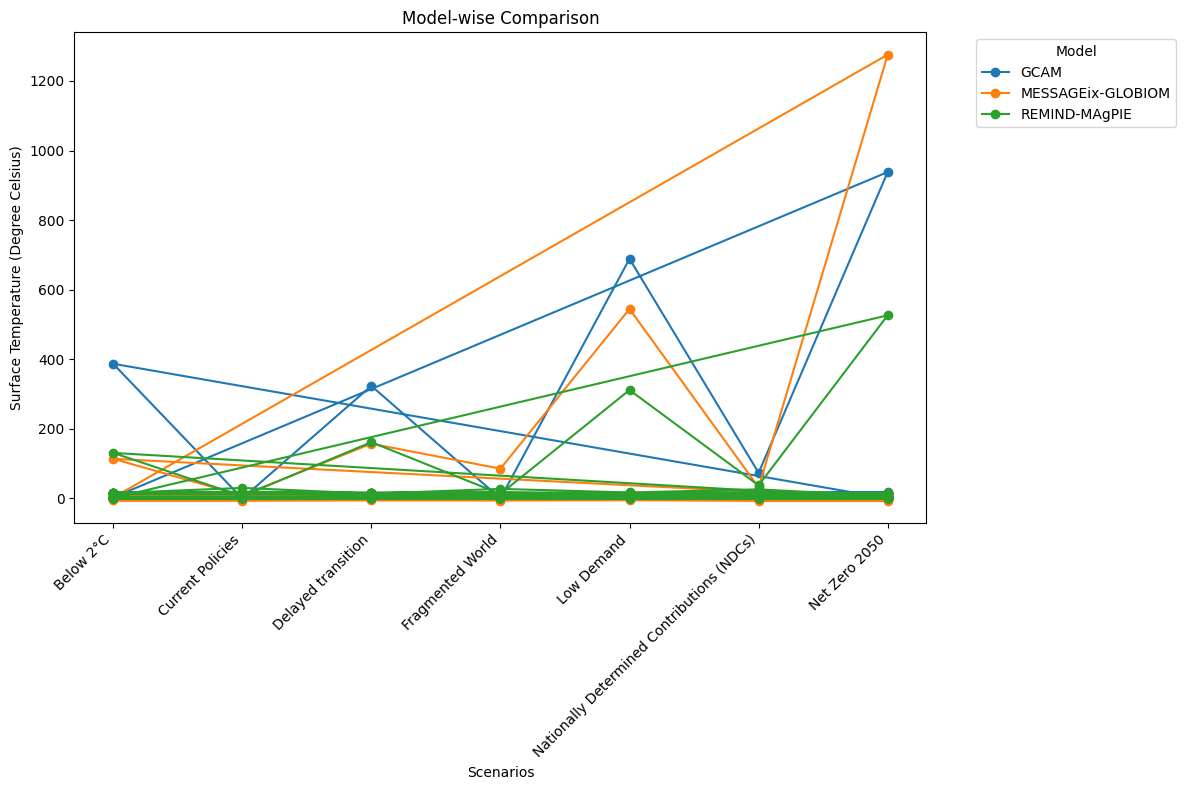 Model-wise Comparison
Surface Temperature (Degree Celsius)
1200
1000
800
600
400
200
0
Below 2°C
Current Policies
Delayed transition
Fragmented World
Low Demand
Nationally Determined Contributions (NDCs)
Net Zero 2050
Scenarios
Model
GCAM
MESSAGEix-GLOBIOM
REMIND-MAgPIE